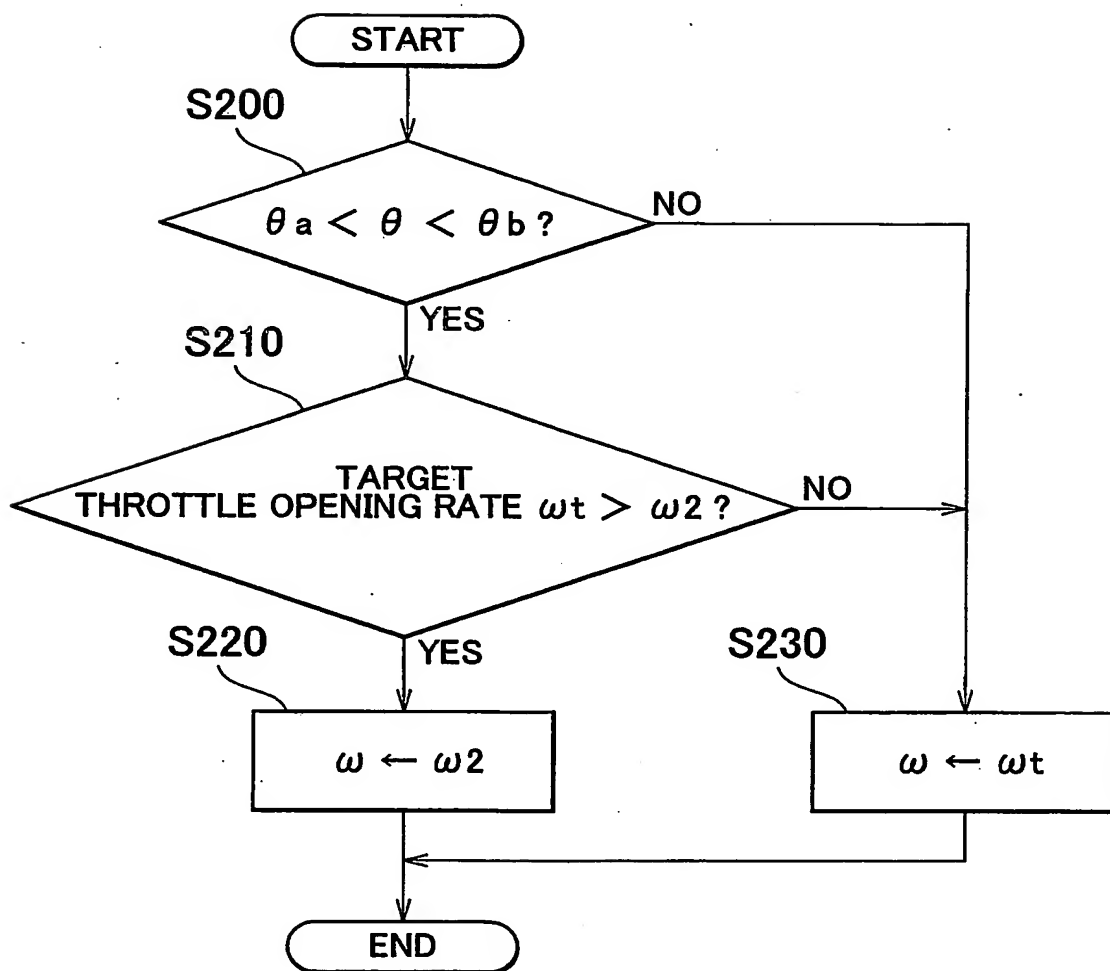 START
S200
θa < θ < θb?
NO
YES
S210
TARGET
THROTTLE OPENING RATE ωt > ω2?
NO
YES
S220
S230
ω ← ω2
ω ← ωt
END